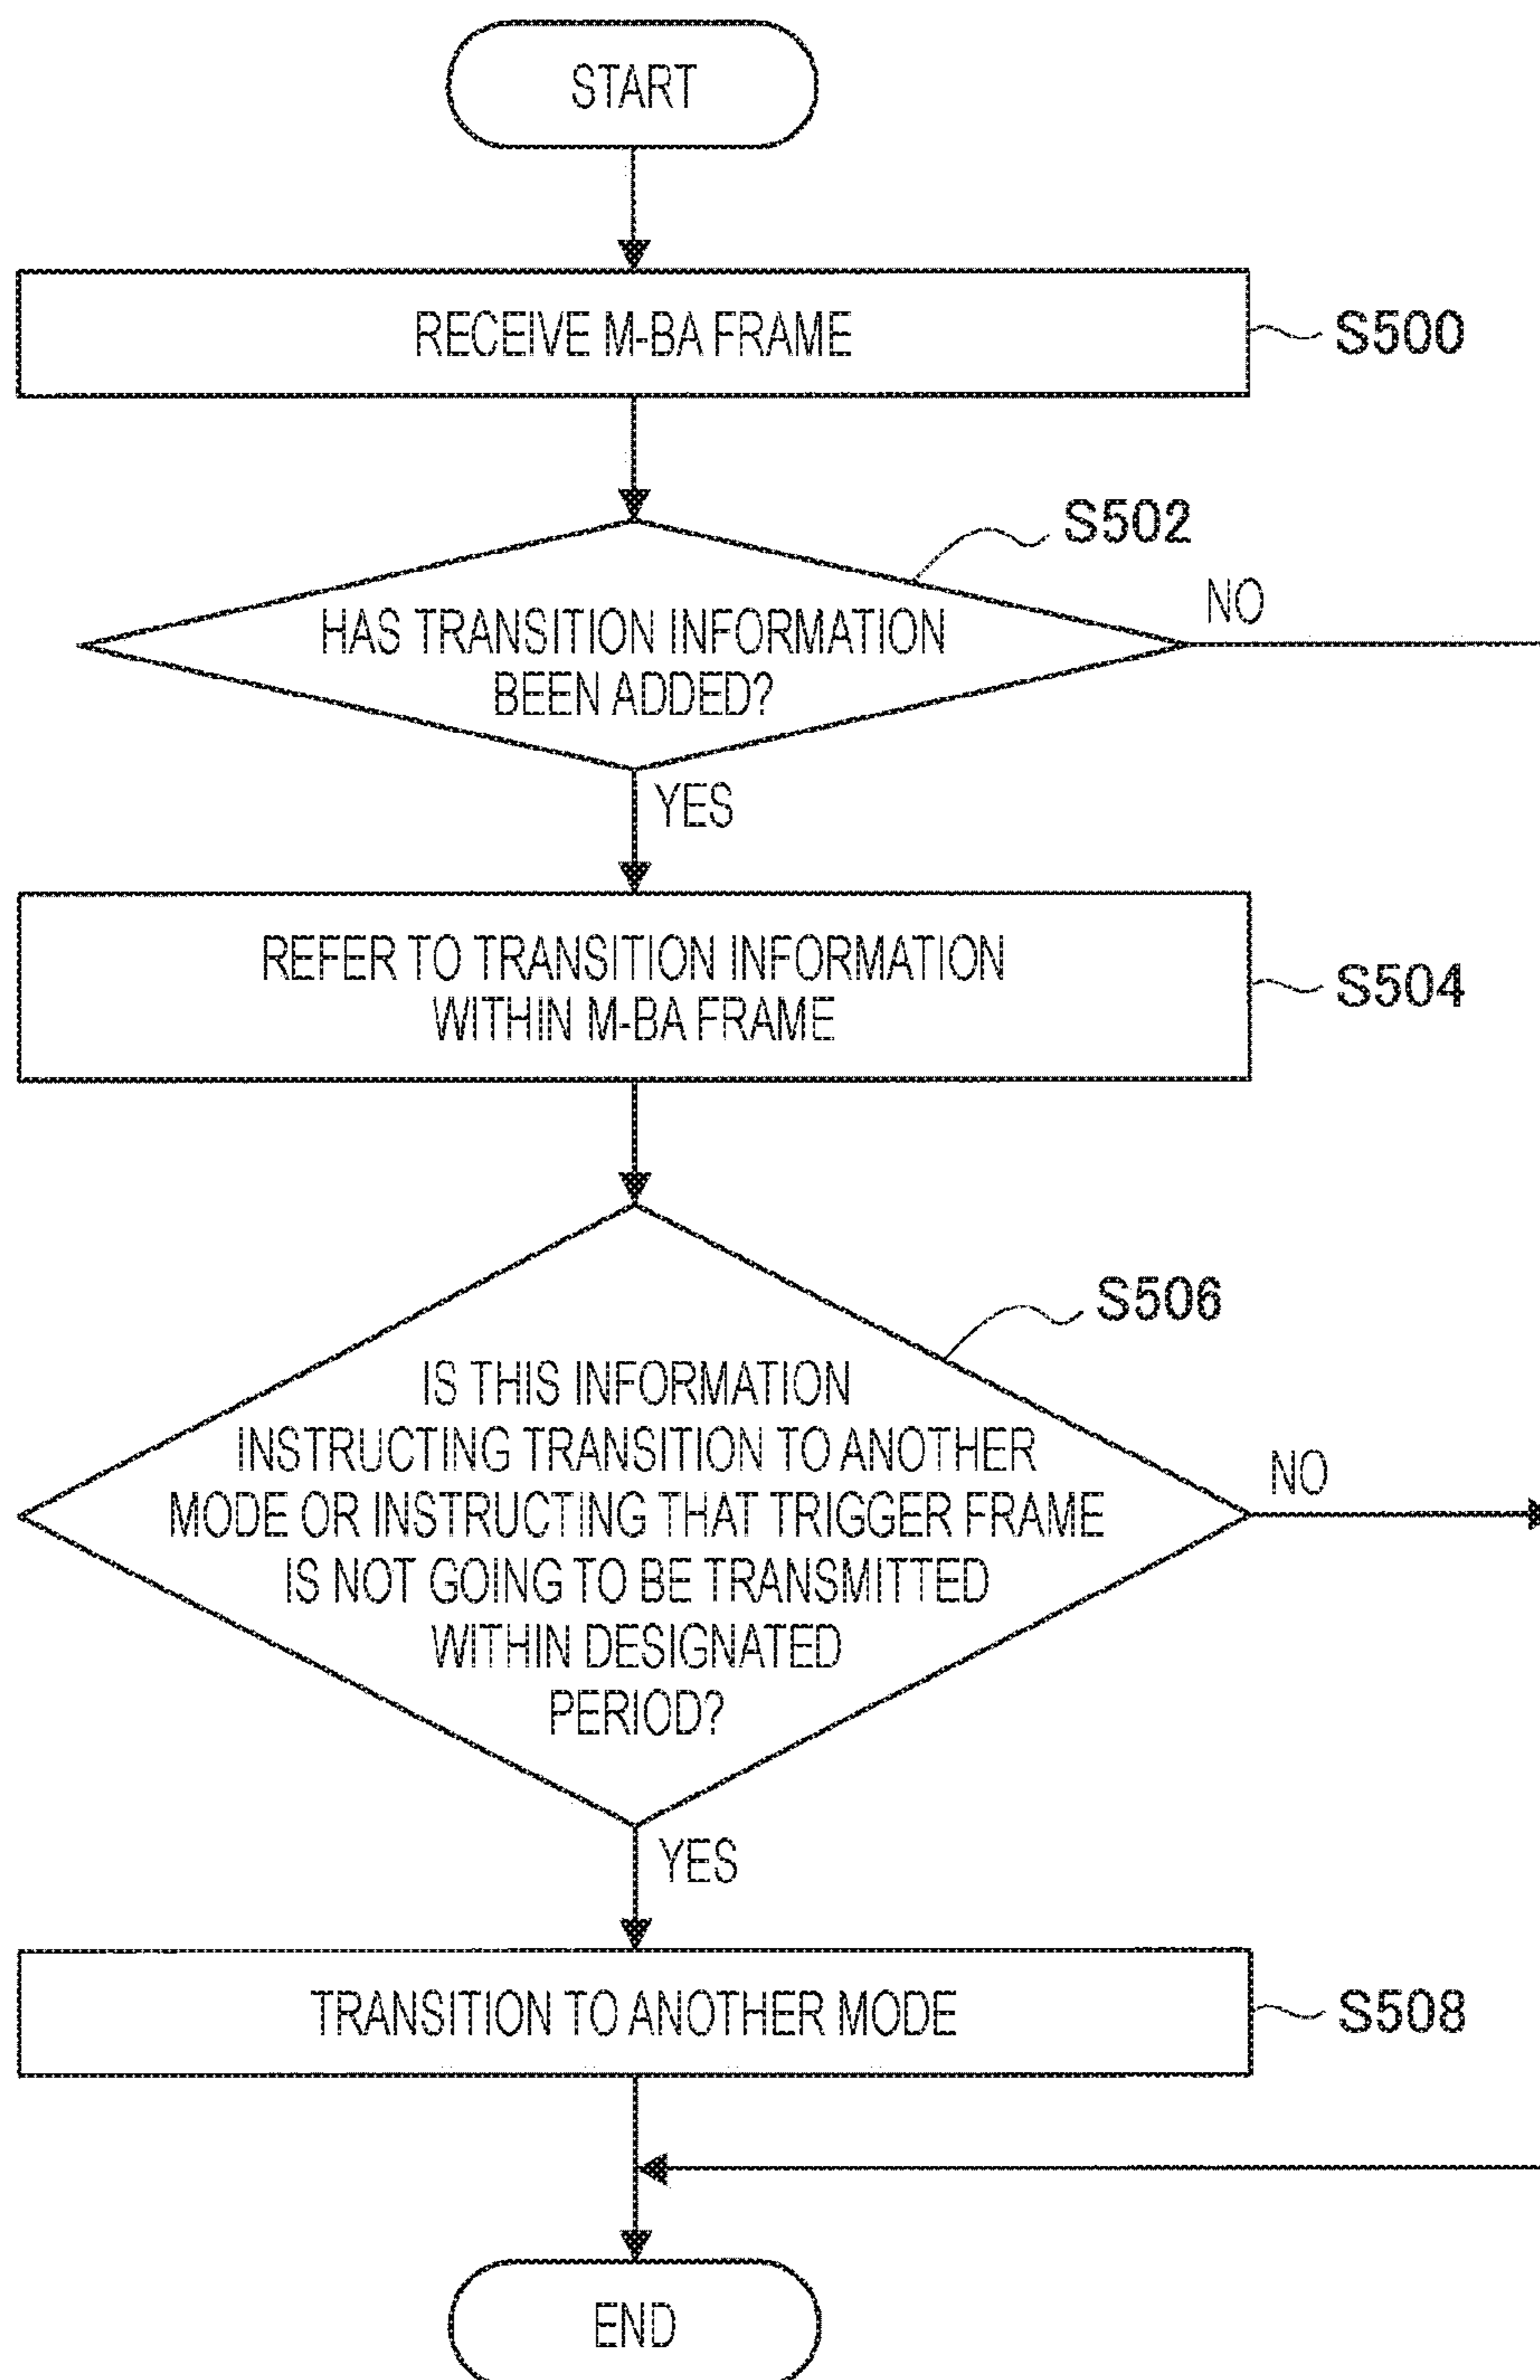 START
RECEIVE M-BA FRAME
S500
S502
HAS TRANSITION INFORMATION
BEEN ADDED?
NO
YES
REFER TO TRANSITION INFORMATION
WITHIN M-BA FRAME
S504
S506
IS THIS INFORMATION
INSTRUCTING TRANSITION TO ANOTHER
MODE OR INSTRUCTING THAT TRIGGER FRAME
IS NOT GOING TO BE TRANSMITTED
WITHIN DESIGNATED
PERIOD?
NO
YES
TRANSITION TO ANOTHER MODE
S508
END